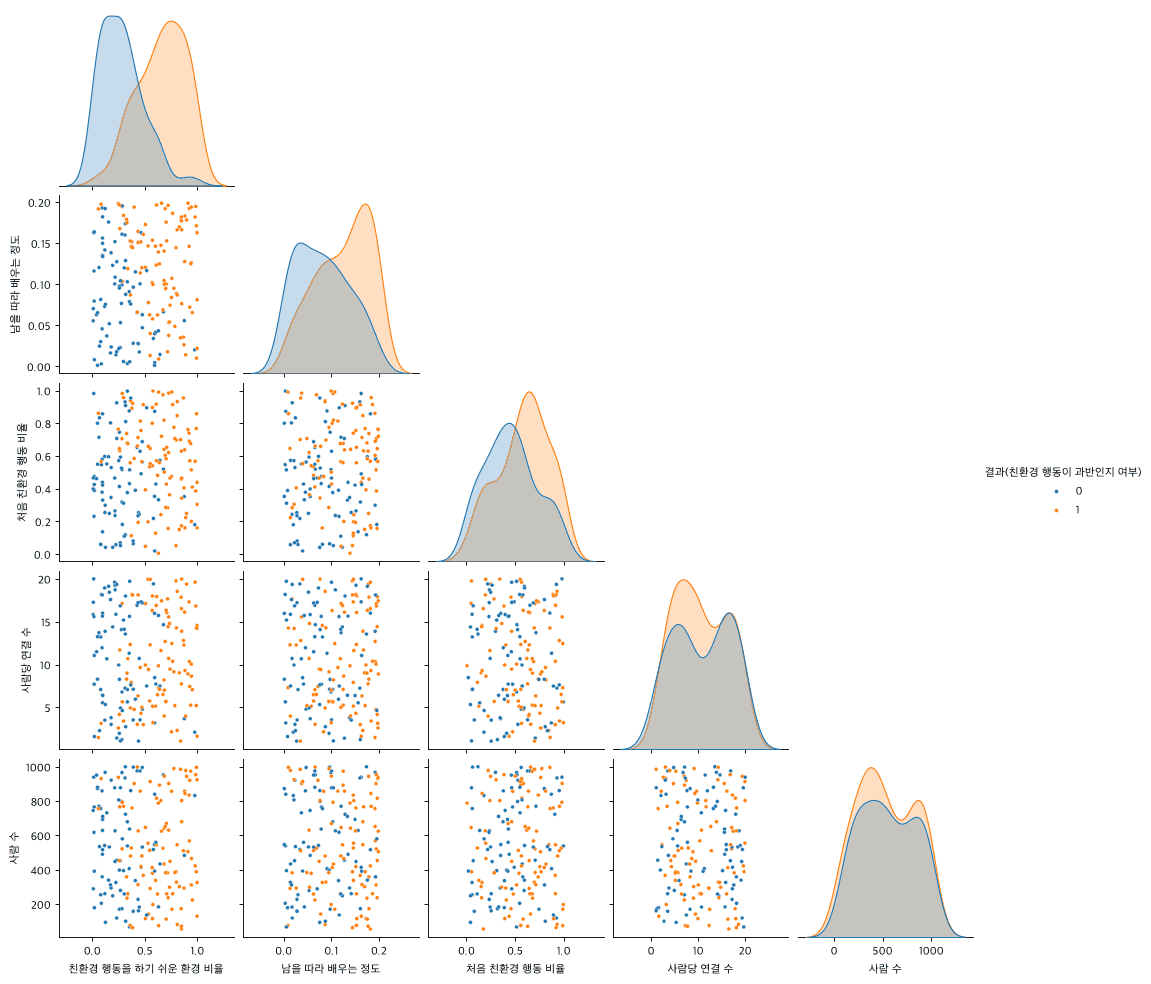 0.20
0.15
0.10
0.05
0.00
남을 따라 배우는 정도
1.0
0.8
0.6
0.4
0.2
0.0
처음 친환경 행동 비율
결과(친환경 행동이 과반인지 여부)
0
1
20
15
10
5
사람당 연결 수
1000
800
600
400
200
사람 수
0.0 0.5 1.0
친환경 행동을 하기 쉬운 환경 비율
0.0 0.1 0.2
남을 따라 배우는 정도
0.0 0.5 1.0
처음 친환경 행동 비율
0 10 20
사람당 연결 수
0 500 1000
사람 수